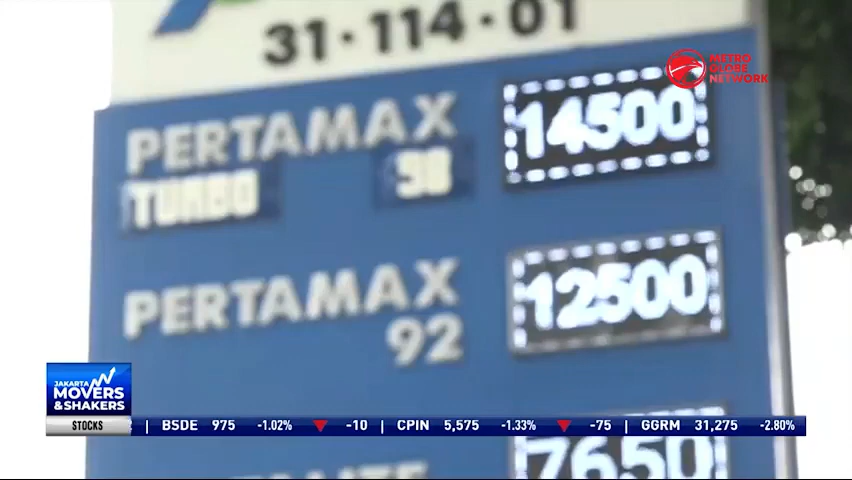 31·114·01
METRO
GLOBE
NETWORK
PERTAMAX 14500
TURBO 98
PERTAMAX 12500
92
7650
JAKARTA
MOVERS
& SHAKERS
STOCKS | BSDE 975 -1.02% -10 | CPIN 5,575 -1.33% -75 | GGRM 31,275 -2.80%